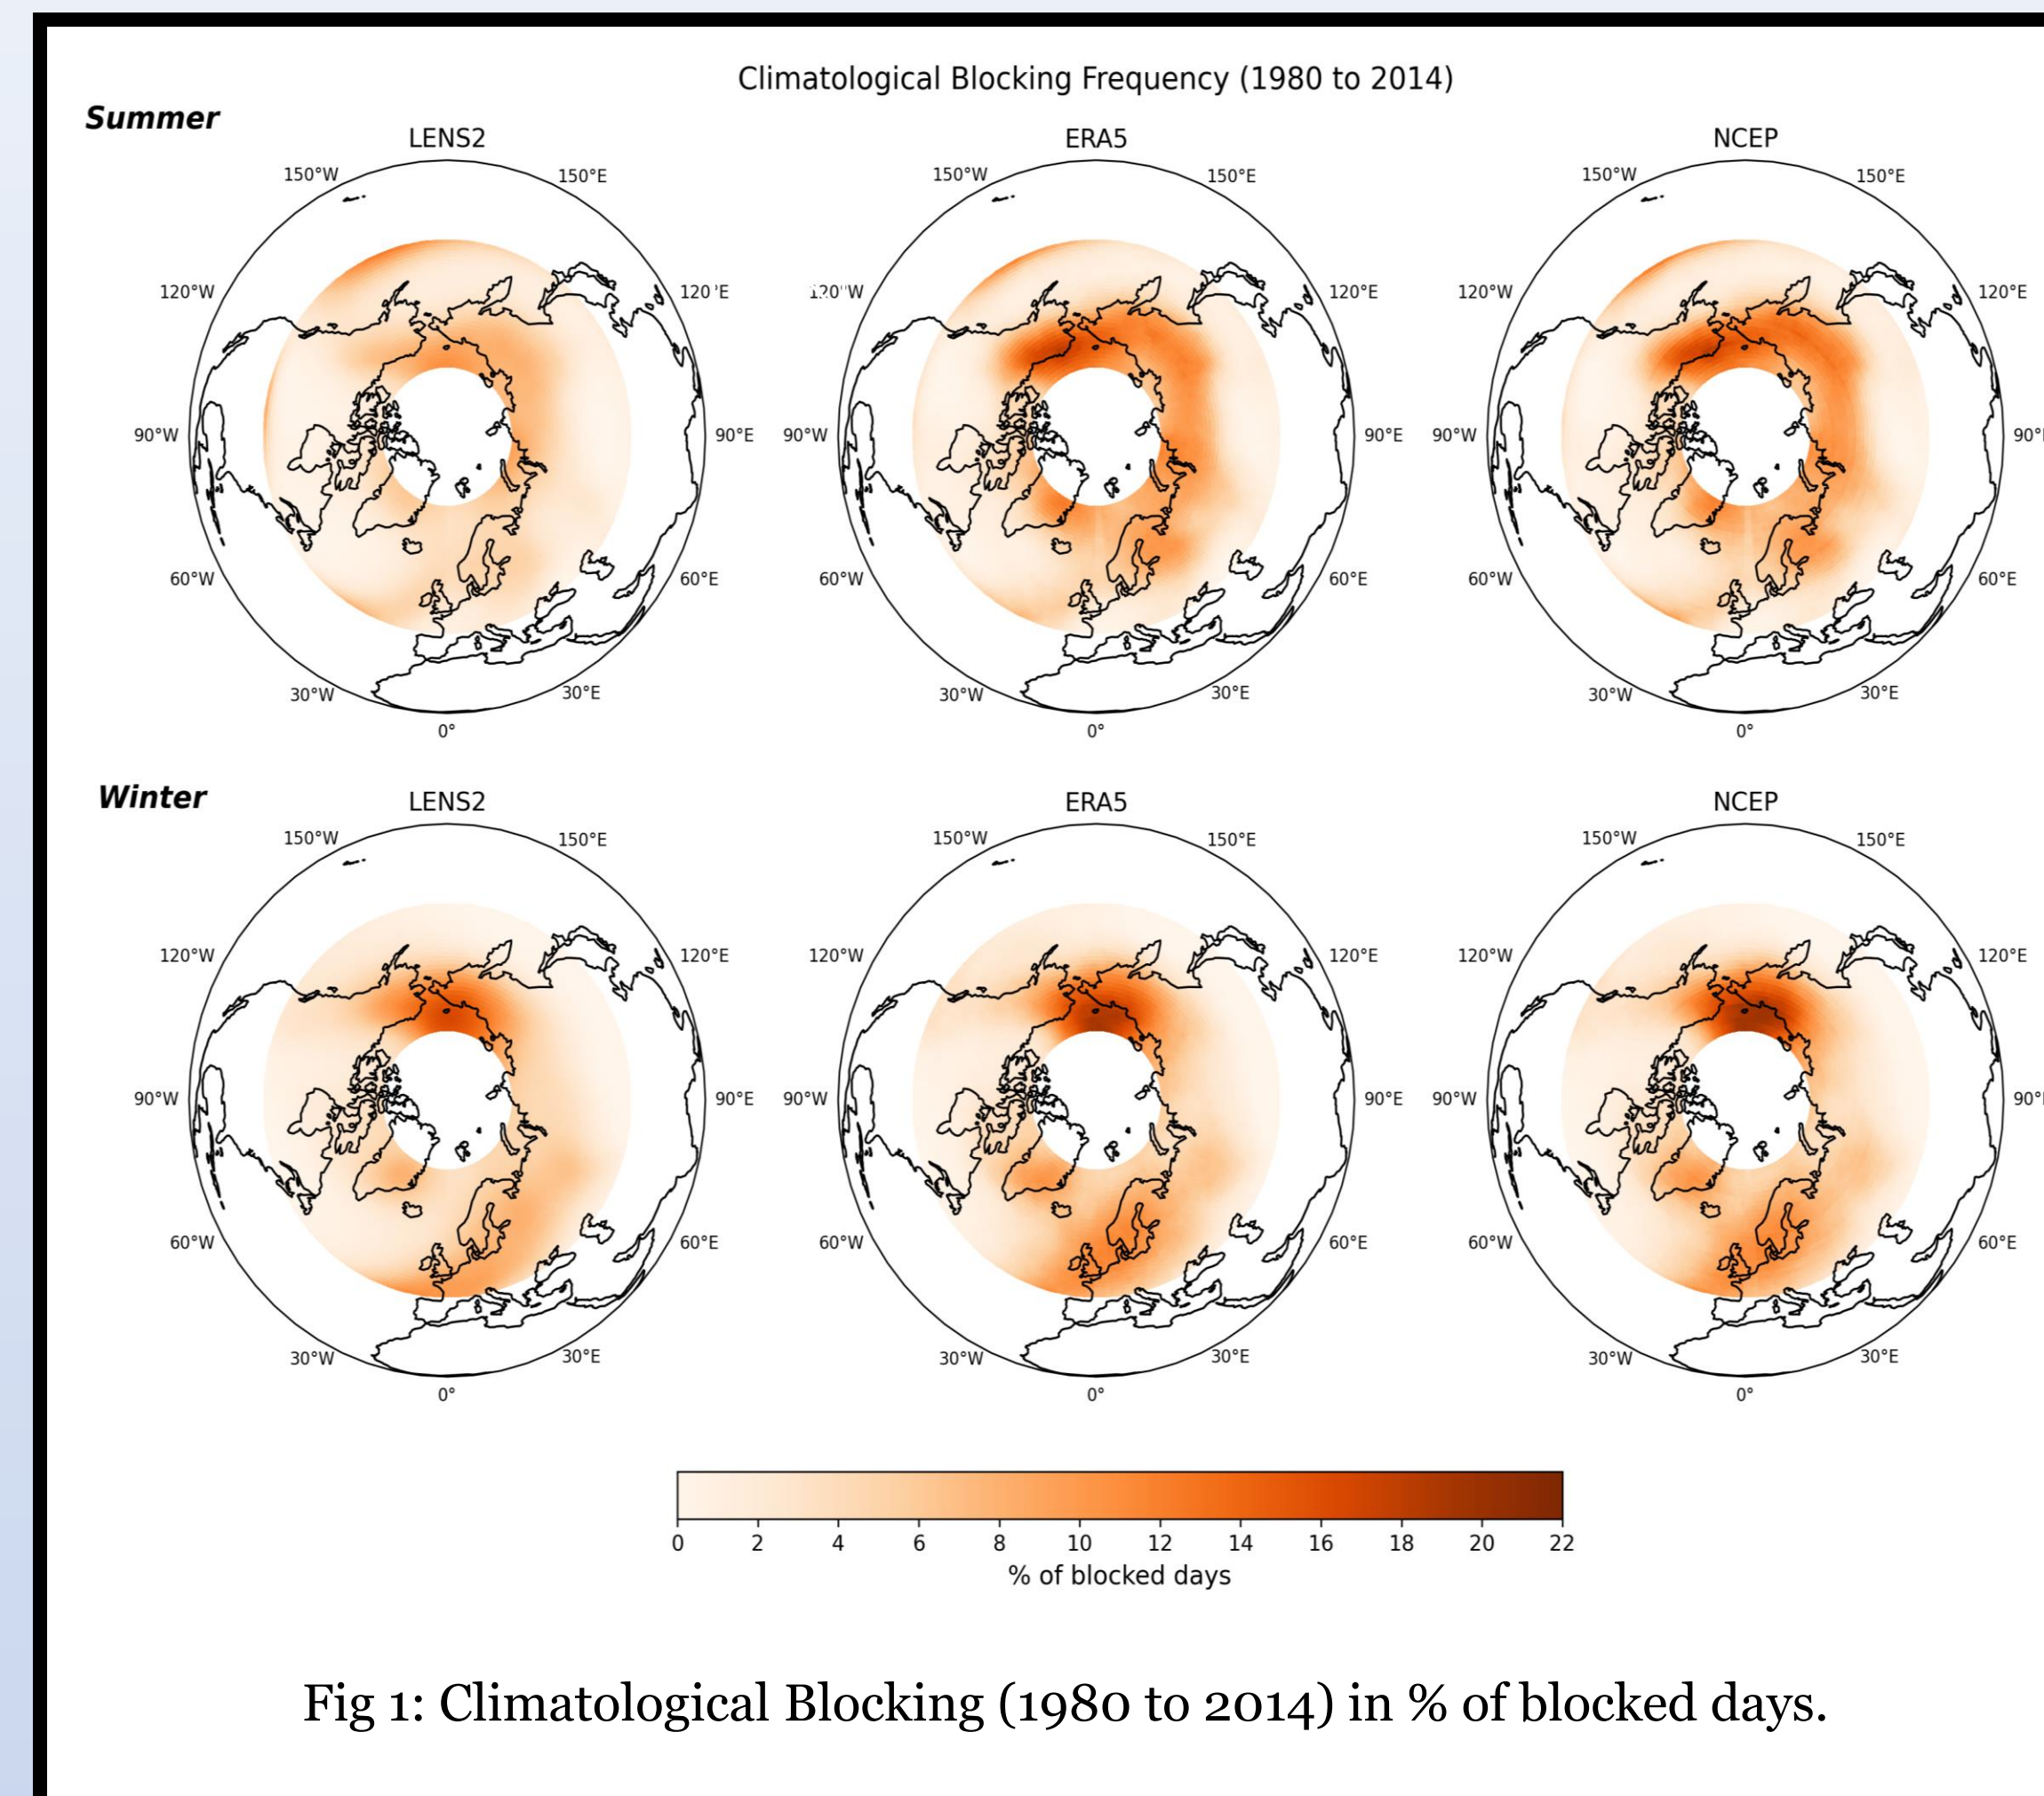 Climatological Blocking Frequency (1980 to 2014)
Summer
LENS2
ERA5
NCEP
150°W 150°E 150°W 150°E 150°W 150°E
120°W 120'E 120°W 120°E 120°W 120°E
90°W 90°E 90°W 90°E 90°W
60°W 60°E 60°W 60°E 60°W 60°E
30°W 30°E 30°W 30°E 30°W 30°E
0° 0° 0°
Winter
LENS2
ERA5
NCEP
150°W 150°E 150°W 150°E 150°W 150°E
120°W 120°E 120°W 120°E 120°W 120°E
90°W 90°E 90°W 90°E 90°W
60°W 60°E 60°W 60°E 60°W 60°E
30°W 30°E 30°W 30°E 30°W 30°E
0° 0° 0°
0 2 4 6 8 10 12 14 16 18 20 22
% of blocked days
Fig 1: Climatological Blocking (1980 to 2014) in % of blocked days.